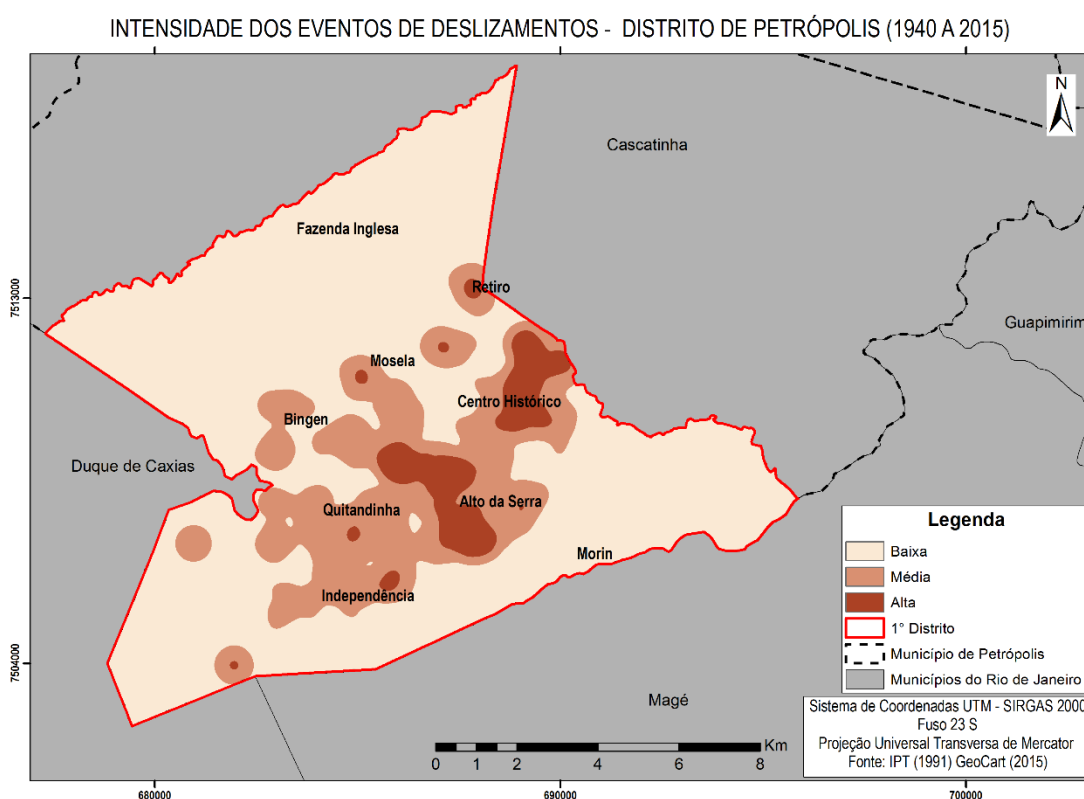 INTENSIDADE DOS EVENTOS DE DESLIZAMENTOS - DISTRITO DE PETRÓPOLIS (1940 A 2015)
N
Cascatinha
Fazenda Inglesa
Retiro
7513000
Guapimirim
Mosela
Centro Histórico
Bingen
Duque de Caxias
Quitandinha
Alto da Serra
Morin
Independência
7504000
Magé
Legenda
Baixa
Média
Alta
1° Distrito
Município de Petrópolis
Municípios do Rio de Janeiro
Sistema de Coordenadas UTM - SIRGAS 2000
Fuso 23 S
Projeção Universal Transversa de Mercator
Fonte: IPT (1991) GeoCart (2015)
Km
0 1 2 4 6 8
680000 690000 700000